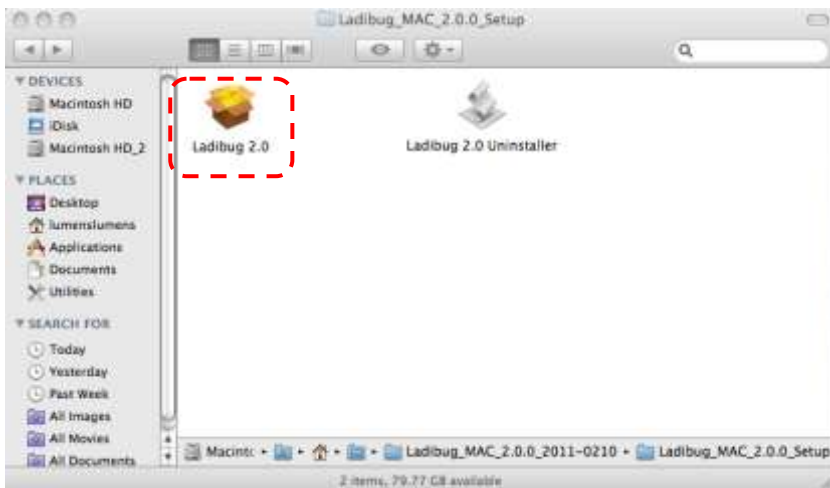 Ladibug_MAC_2.0.0_Setup
DEVICES
Macintosh HD
iDisk
Macintosh HD_2
PLACES
Desktop
lumenslumens
Applications
Documents
Utilities
SEARCH FOR
Today
Yesterday
Past Week
All Images
All Movies
All Documents
Ladibug 2.0
Ladibug 2.0 Uninstaller
Macintc
Ladibug_MAC_2.0.0_2011-0210
Ladibug_MAC_2.0.0_Setup
2 items, 79.77 GB available